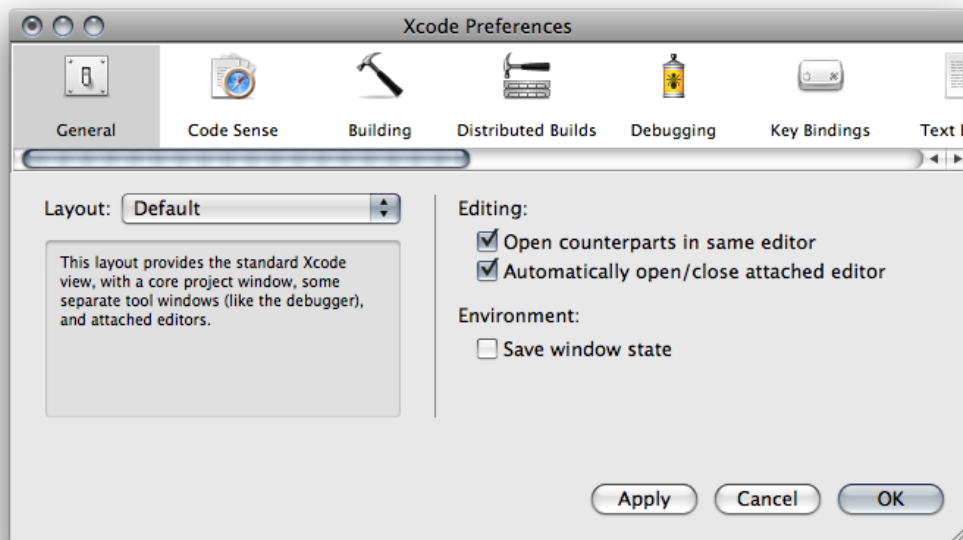 Xcode Preferences
General
Code Sense
Building
Distributed Builds
Debugging
Key Bindings
Text
Layout: Default
This layout provides the standard Xcode
view, with a core project window, some
separate tool windows (like the debugger),
and attached editors.
Editing:
Open counterparts in same editor
Automatically open/close attached editor
Environment:
Save window state
Apply
Cancel
OK